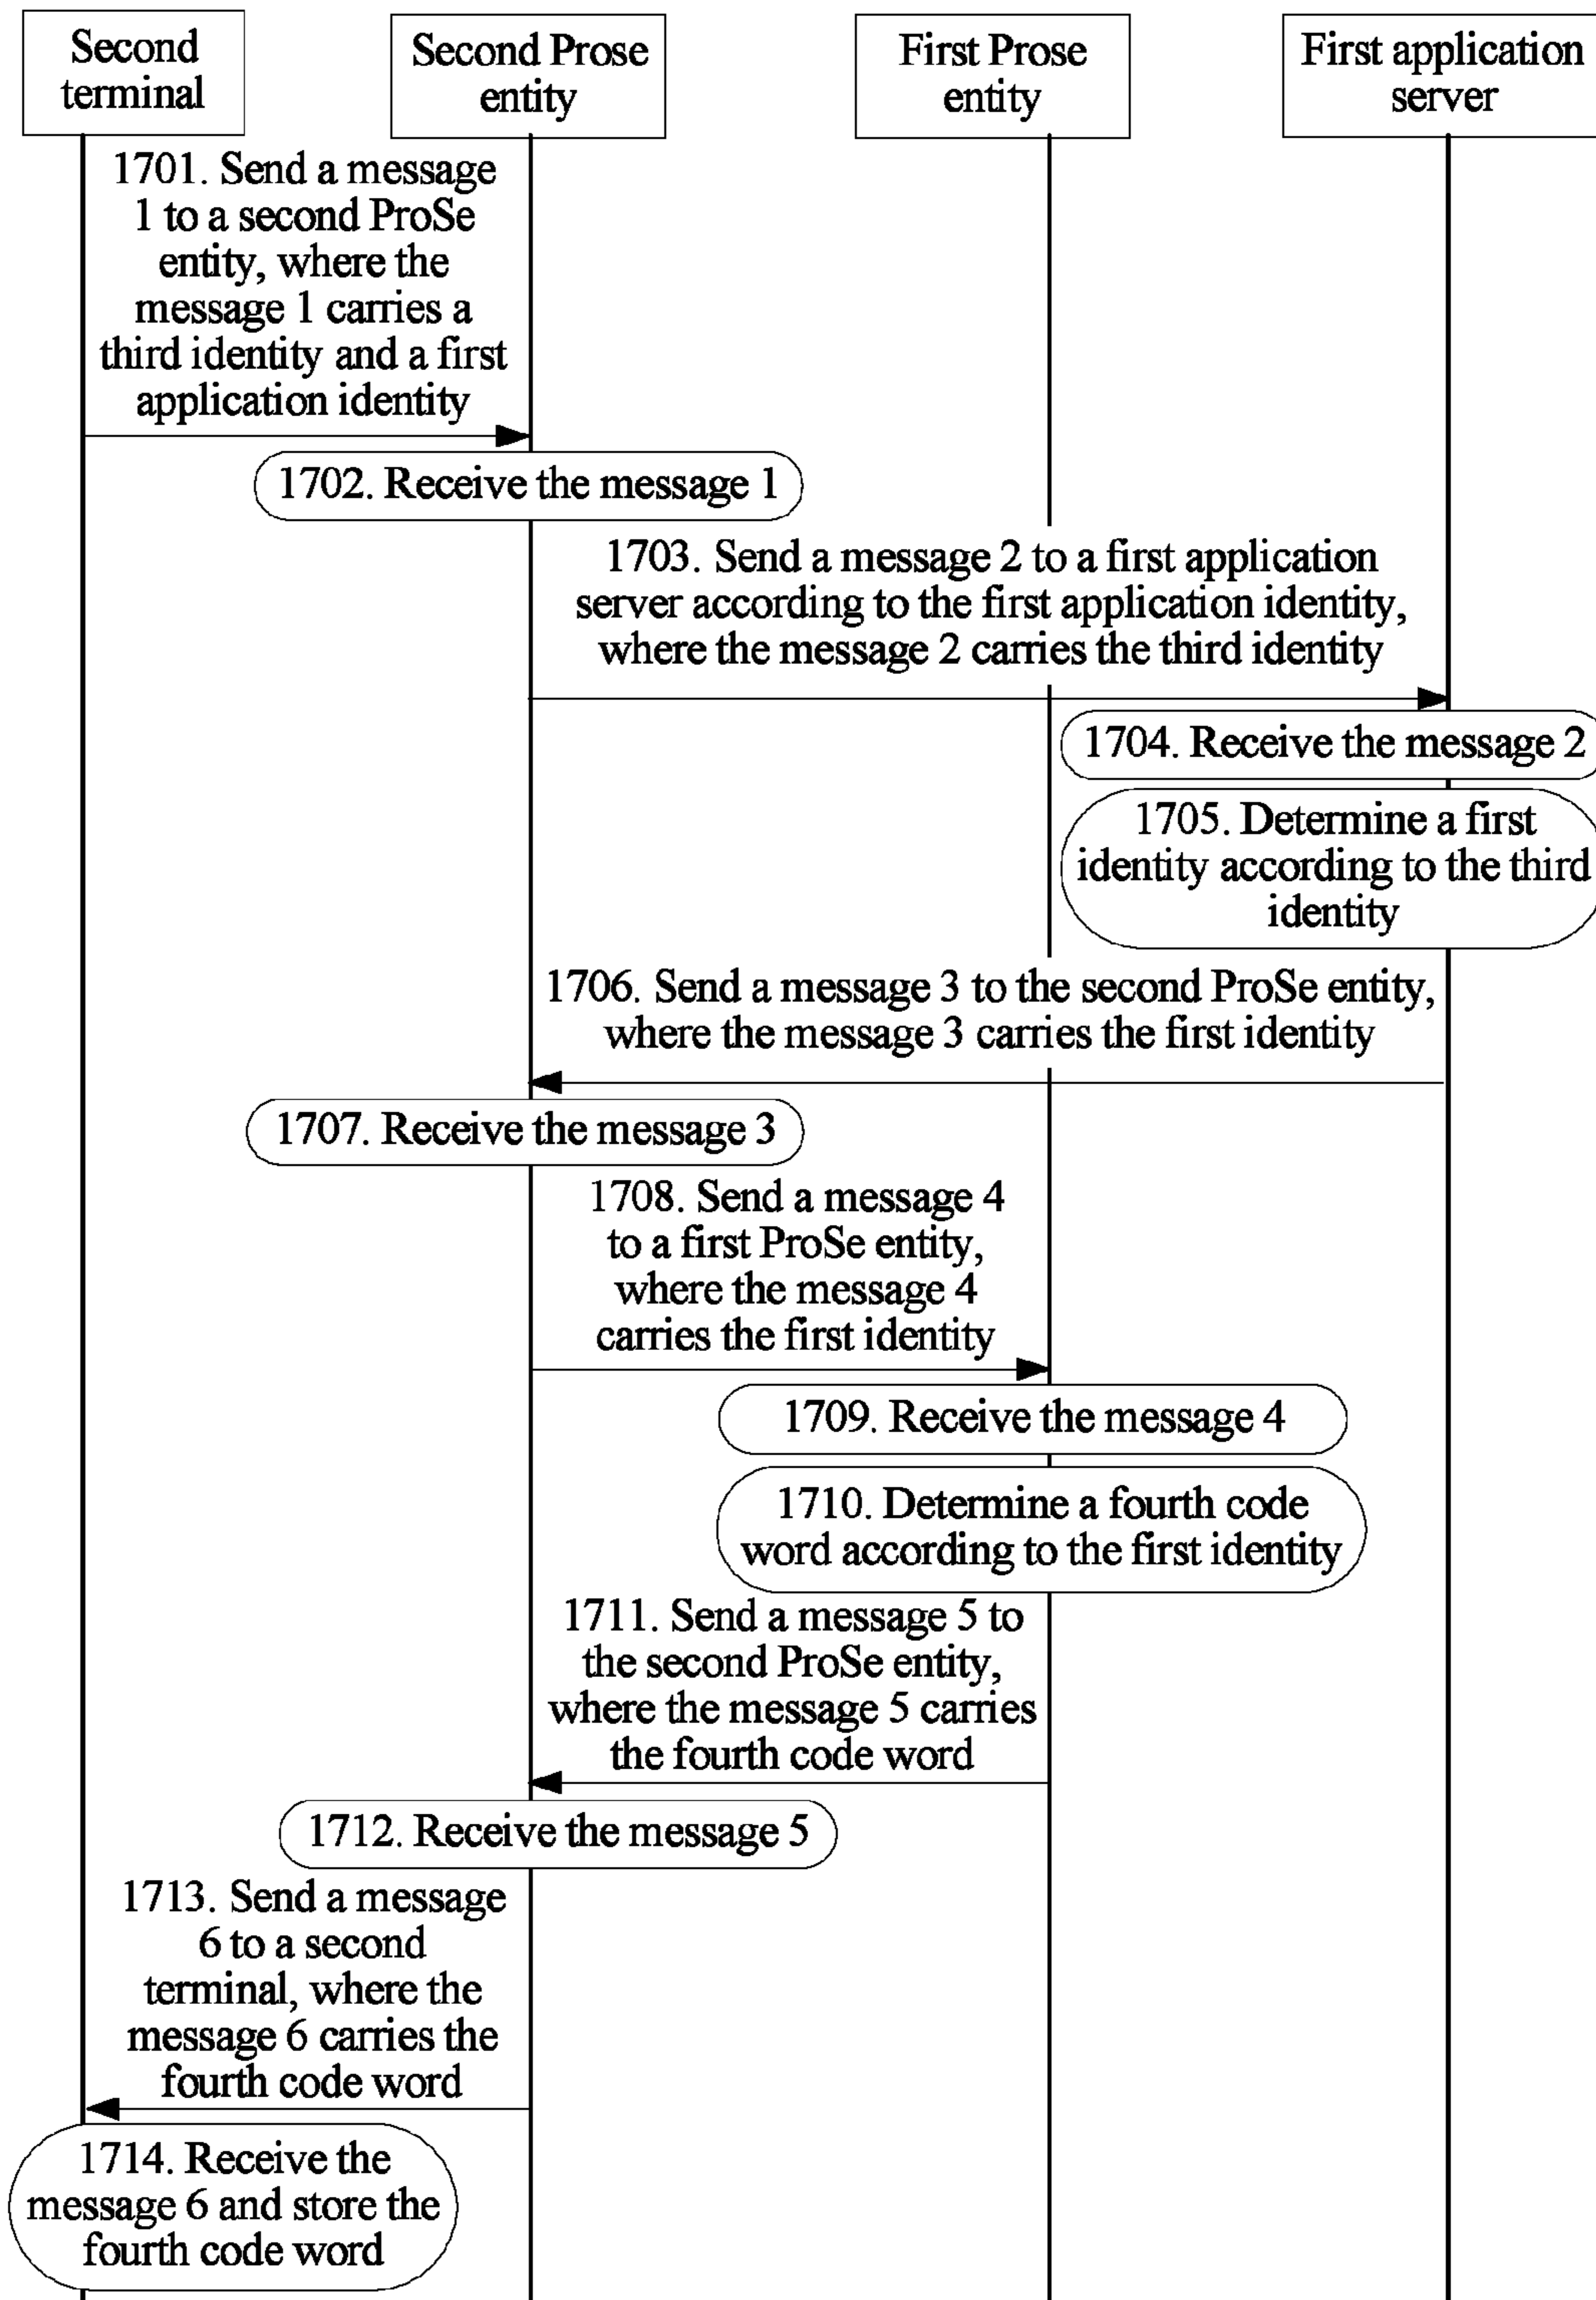 Second
terminal
Second Prose
entity
First Prose
entity
First application
server
1701. Send a message
1 to a second ProSe
entity, where the
message 1 carries a
third identity and a first
application identity
1702. Receive the message 1
1703. Send a message 2 to a first application
server according to the first application identity,
where the message 2 carries the third identity
1704. Receive the message 2
1705. Determine a first
identity according to the third
identity
1706. Send a message 3 to the second ProSe entity,
where the message 3 carries the first identity
1707. Receive the message 3
1708. Send a message 4
to a first ProSe entity,
where the message 4
carries the first identity
1709. Receive the message 4
1710. Determine a fourth code
word according to the first identity
1711. Send a message 5 to
the second ProSe entity,
where the message 5 carries
the fourth code word
1712. Receive the message 5
1713. Send a message
6 to a second
terminal, where the
message 6 carries the
fourth code word
1714. Receive the
message 6 and store the
fourth code word